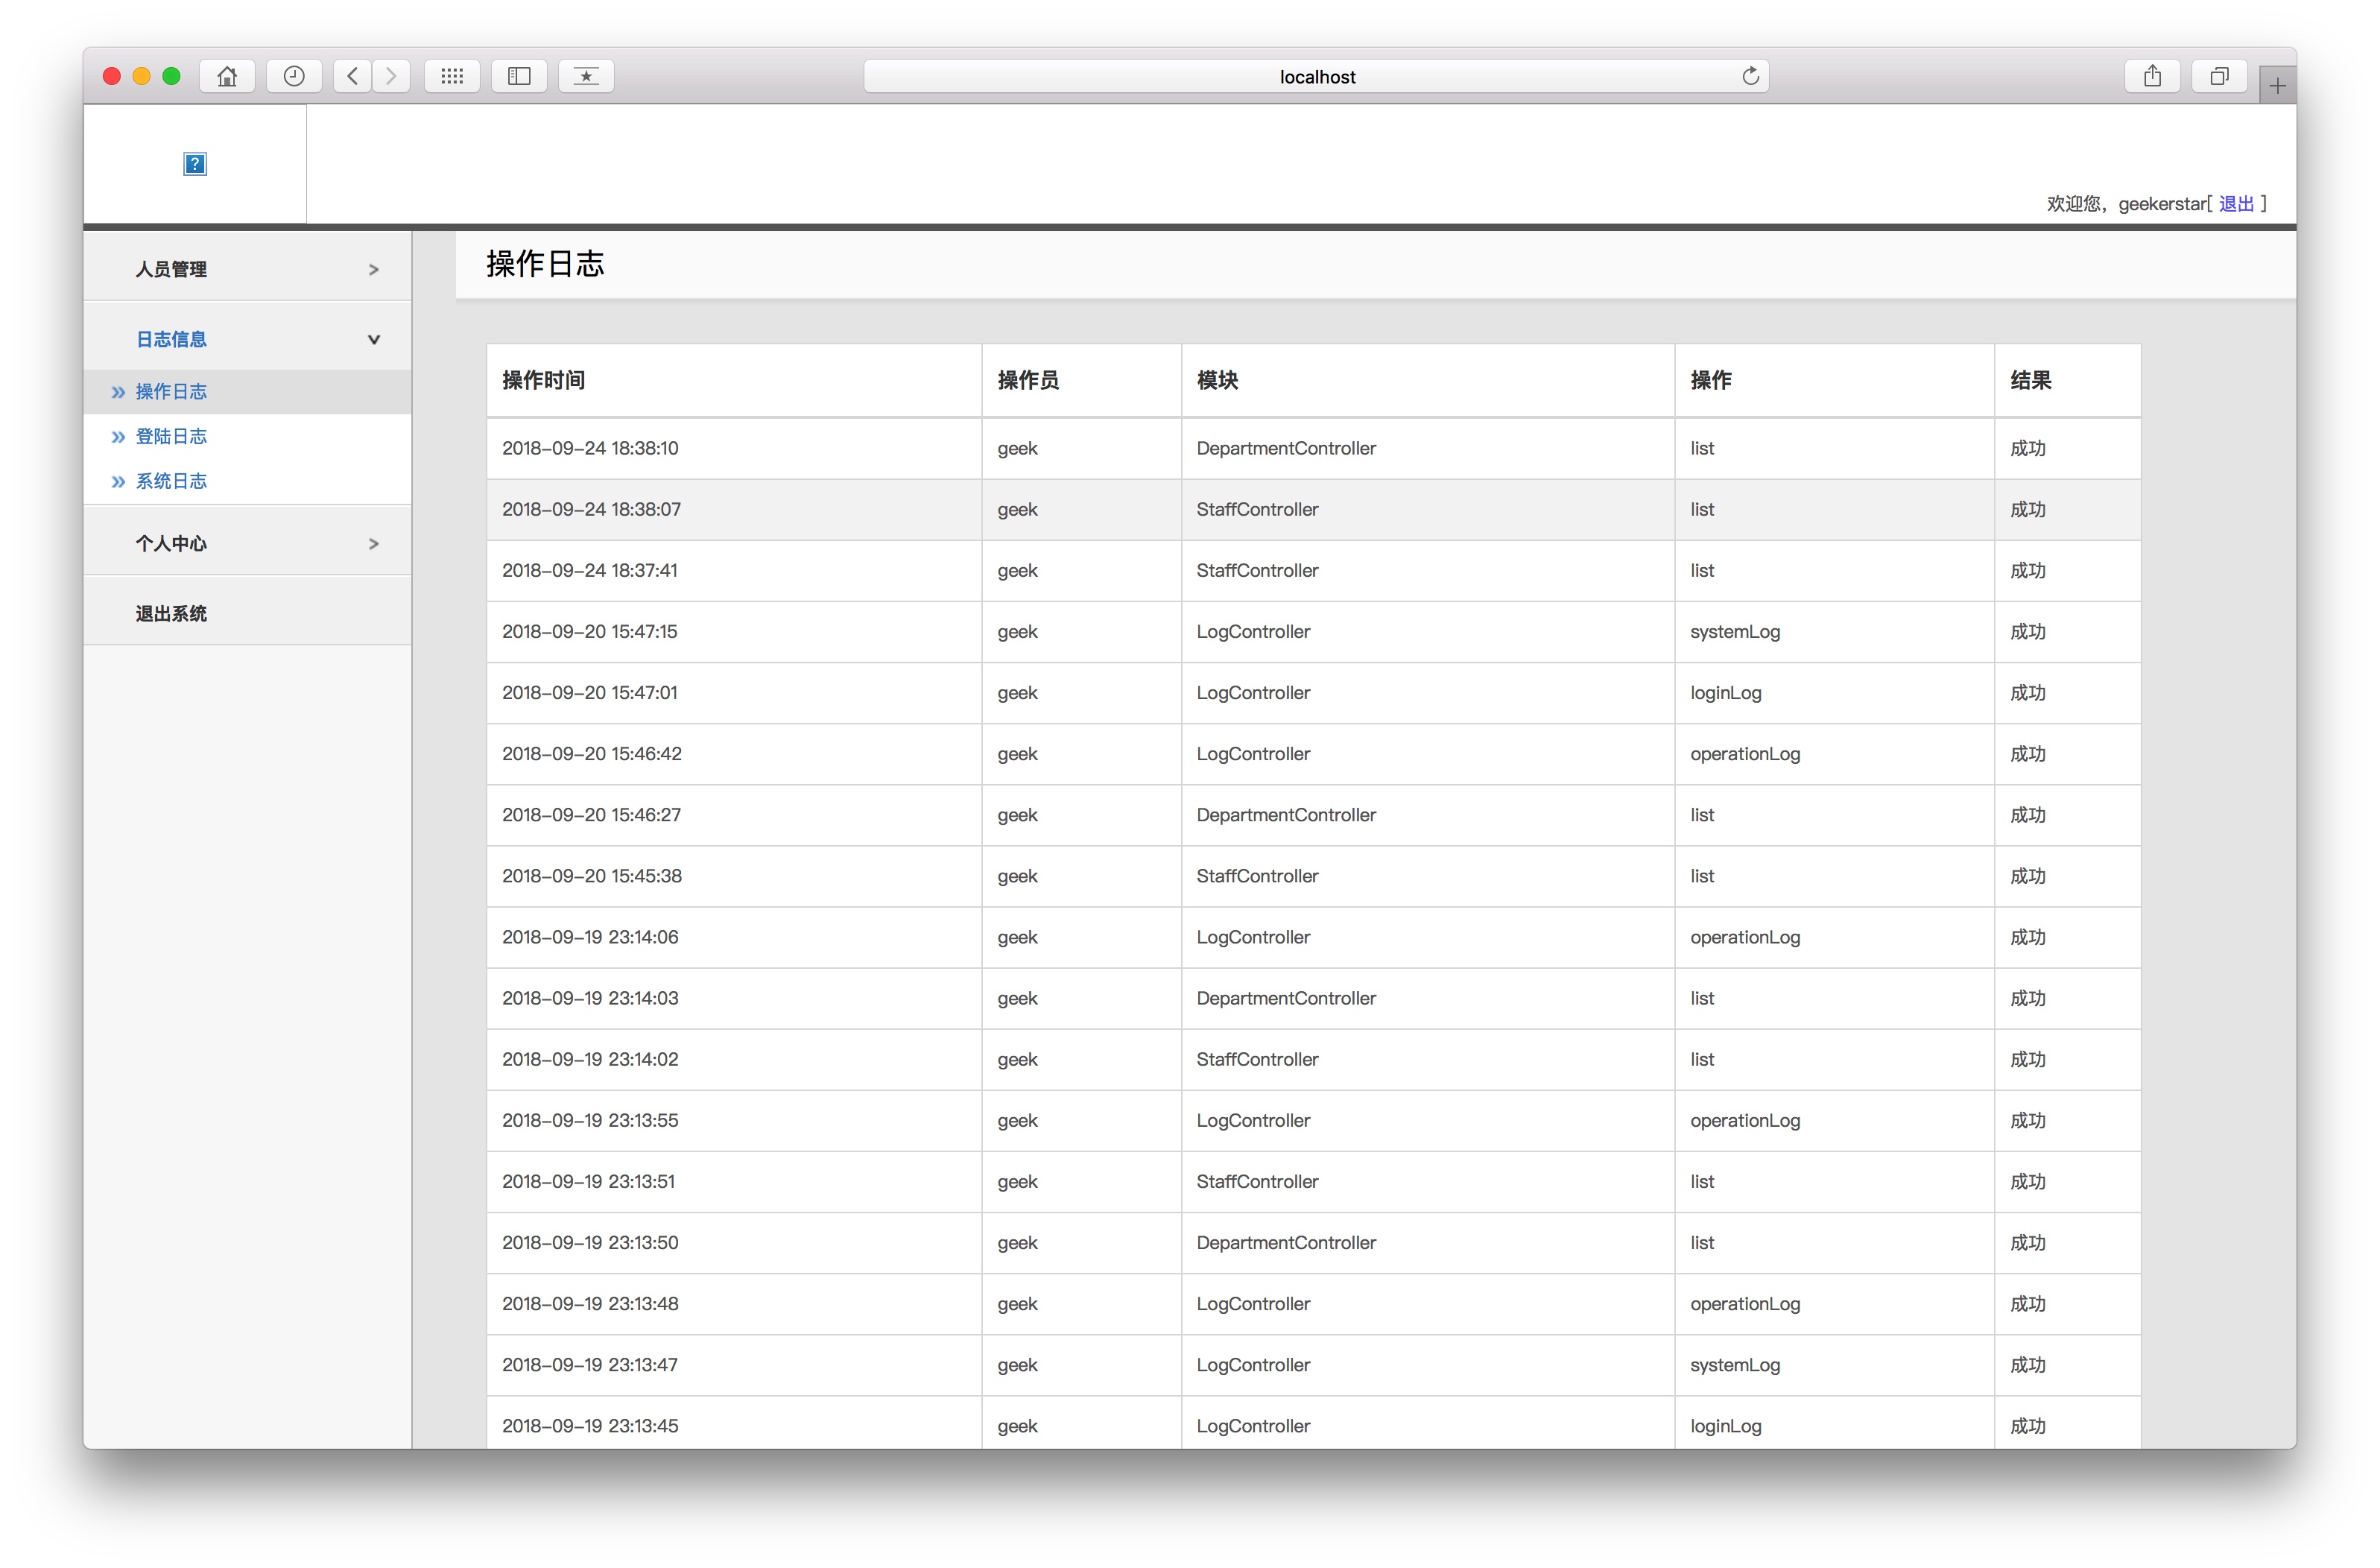 localhost
欢迎您，geekerstar[ 退出 ]
人员管理 >
日志信息
» 操作日志
» 登陆日志
» 系统日志
个人中心 >
退出系统
操作日志
操作时间 操作员 模块 操作 结果
2018-09-24 18:38:10 geek DepartmentController list 成功
2018-09-24 18:38:07 geek StaffController list 成功
2018-09-24 18:37:41 geek StaffController list 成功
2018-09-20 15:47:15 geek LogController systemLog 成功
2018-09-20 15:47:01 geek LogController loginLog 成功
2018-09-20 15:46:42 geek LogController operationLog 成功
2018-09-20 15:46:27 geek DepartmentController list 成功
2018-09-20 15:45:38 geek StaffController list 成功
2018-09-19 23:14:06 geek LogController operationLog 成功
2018-09-19 23:14:03 geek DepartmentController list 成功
2018-09-19 23:14:02 geek StaffController list 成功
2018-09-19 23:13:55 geek LogController operationLog 成功
2018-09-19 23:13:51 geek StaffController list 成功
2018-09-19 23:13:50 geek DepartmentController list 成功
2018-09-19 23:13:48 geek LogController operationLog 成功
2018-09-19 23:13:47 geek LogController systemLog 成功
2018-09-19 23:13:45 geek LogController loginLog 成功